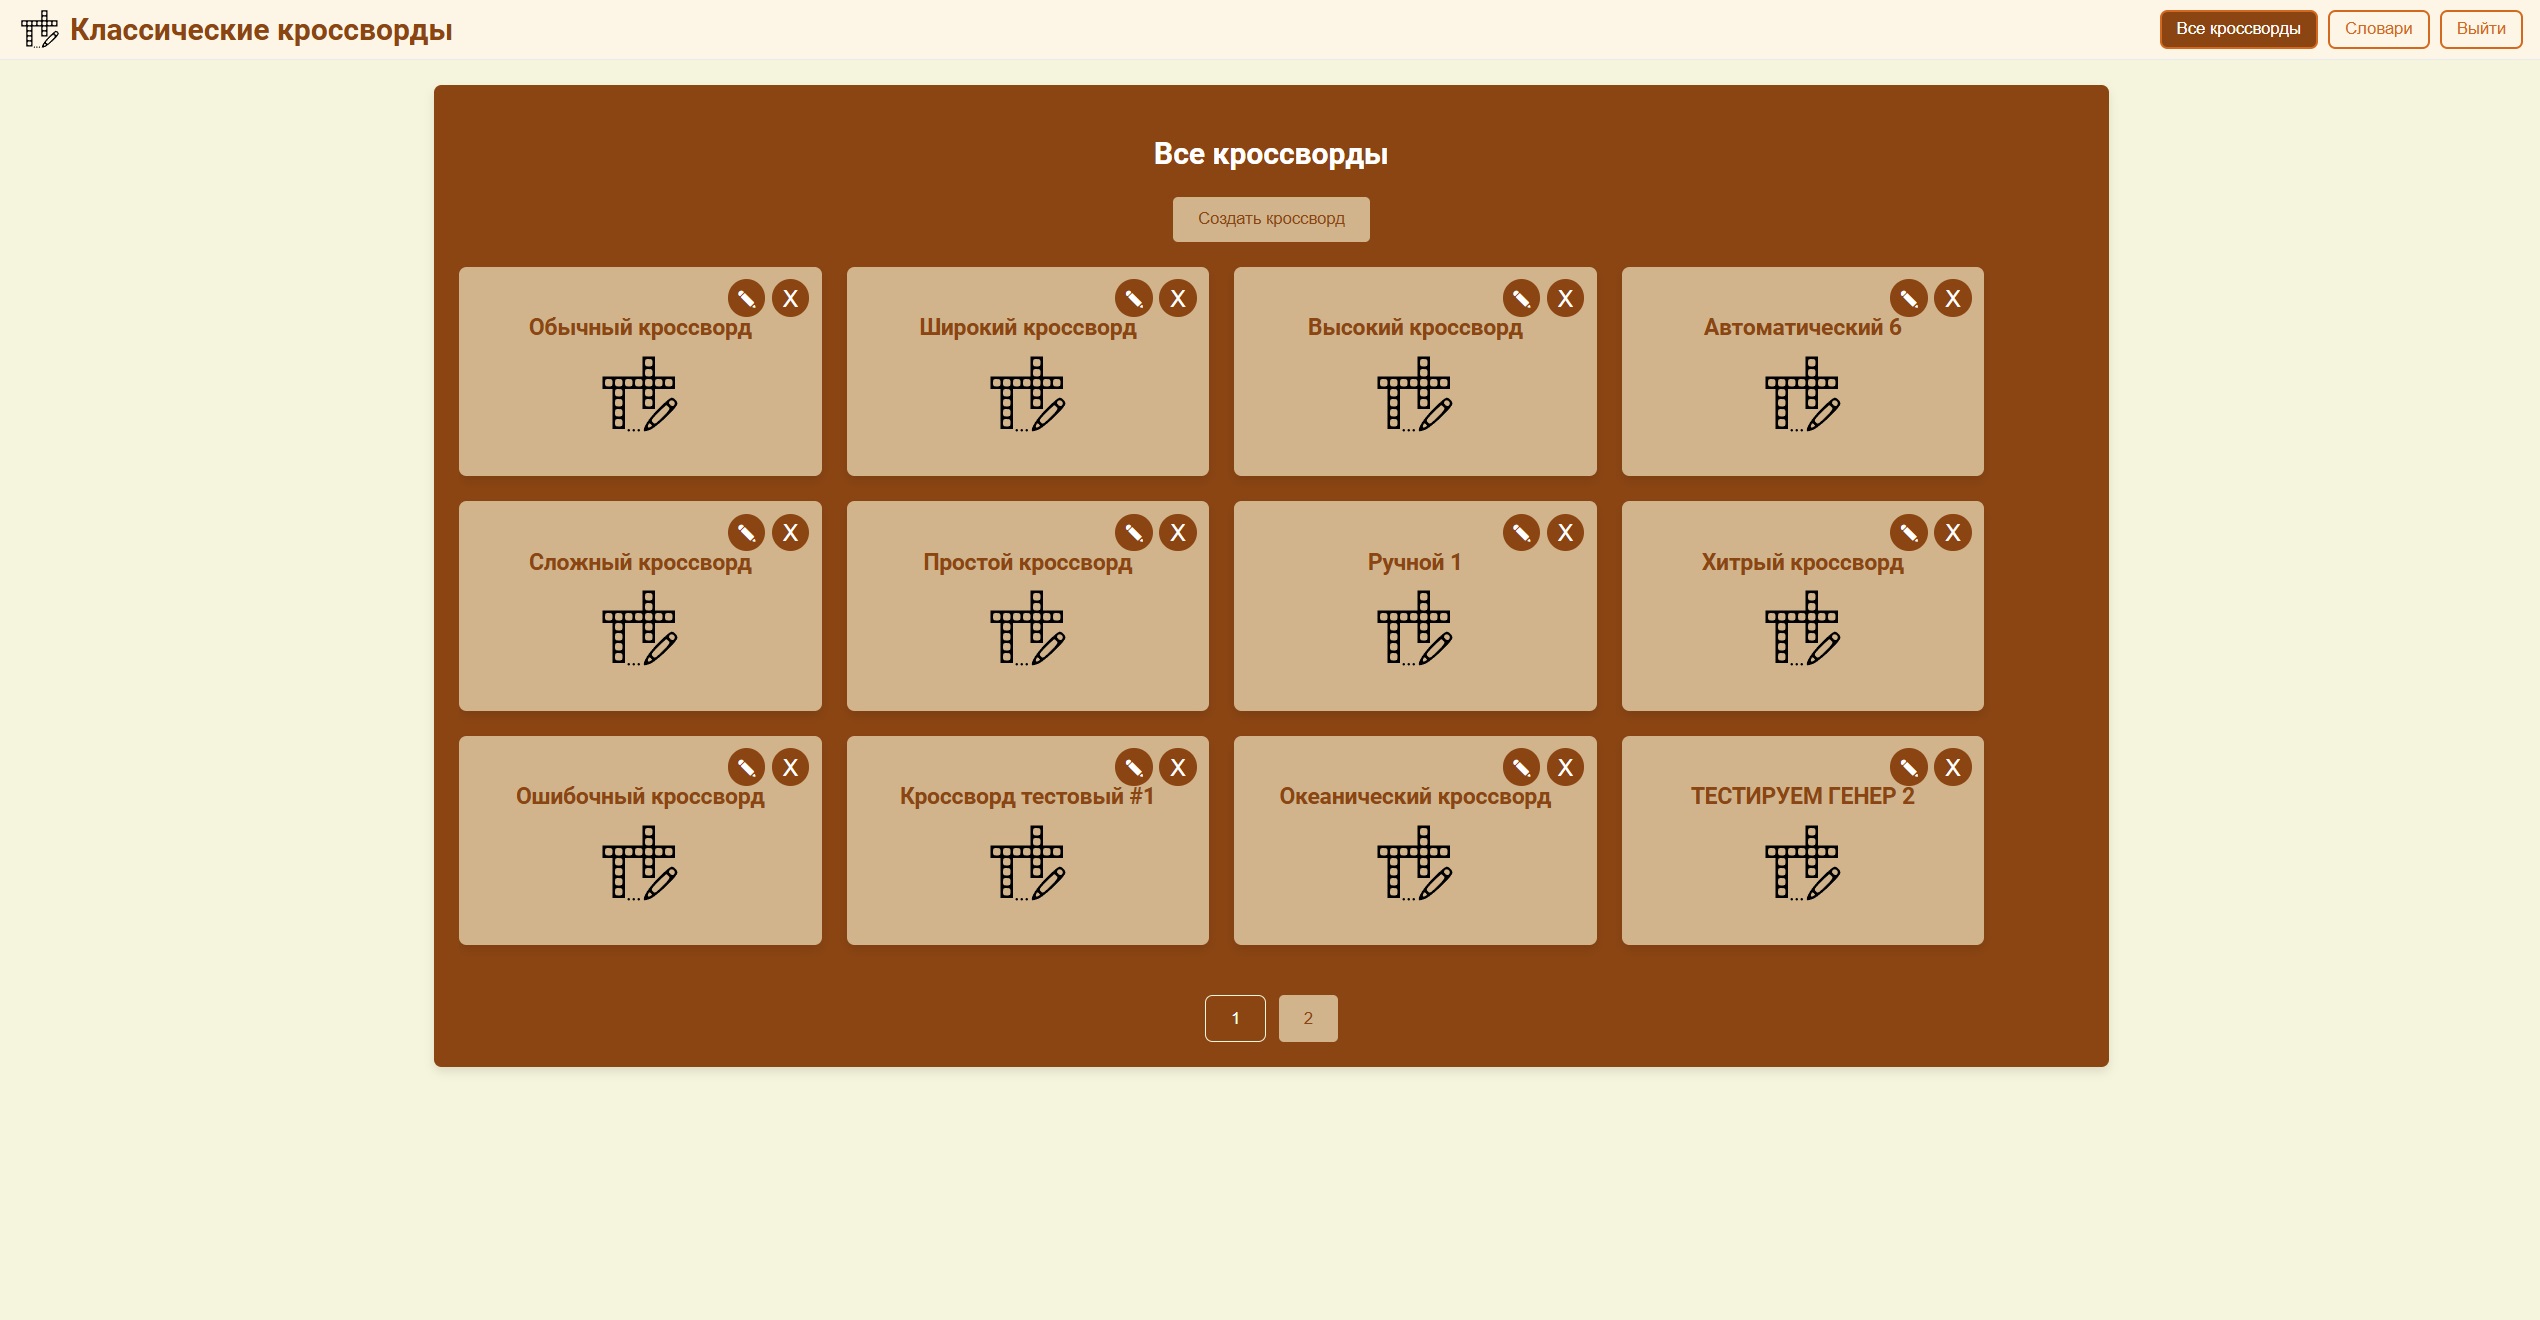 Классические кроссворды
Все кроссворды
Словари
Выйти
Все кроссворды
Создать кроссворд
X
X
X
X
Обычный кроссворд
Широкий кроссворд
Высокий кроссворд
Автоматический 6
X
X
X
X
Сложный кроссворд
Простой кроссворд
Ручной 1
Хитрый кроссворд
X
X
X
X
Ошибочный кроссворд
Кроссворд тестовый #1
Океанический кроссворд
ТЕСТИРУЕМ ГЕНЕР 2
1
2